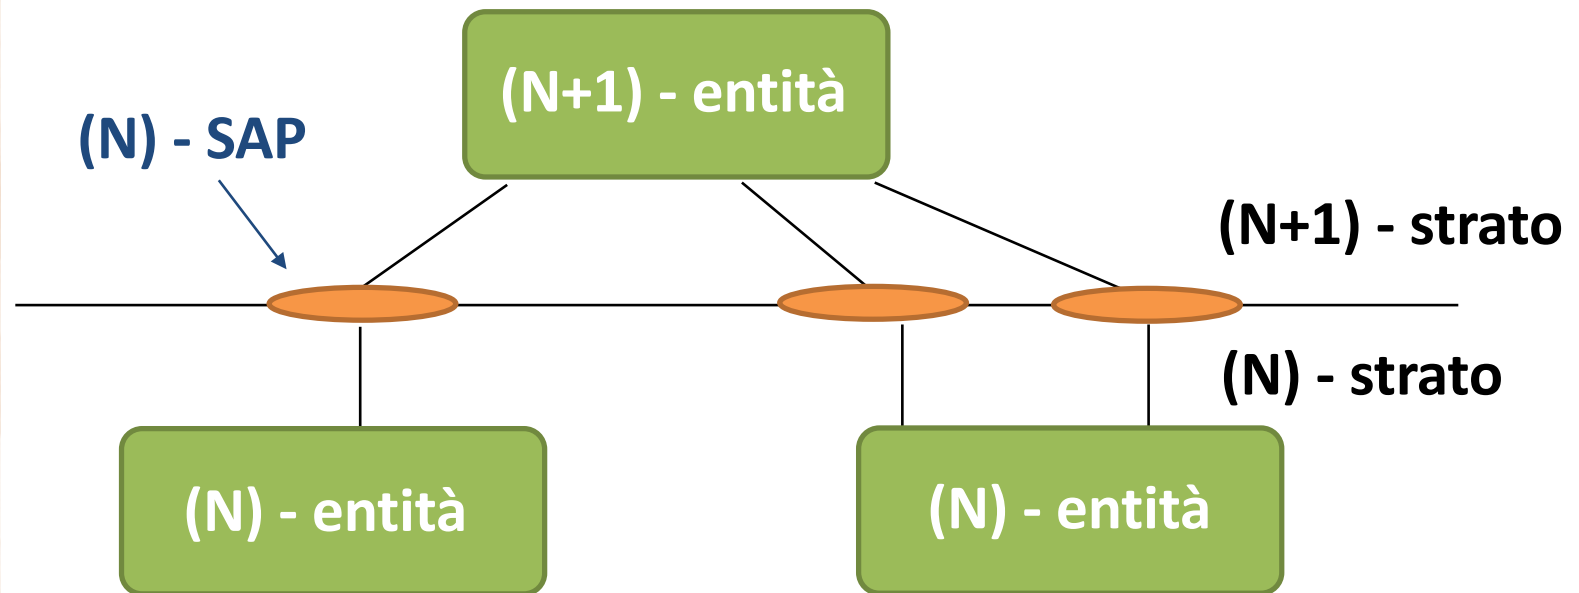 (N+1) - entità
(N) - SAP
(N+1) - strato
(N) - strato
(N) - entità
(N) - entità